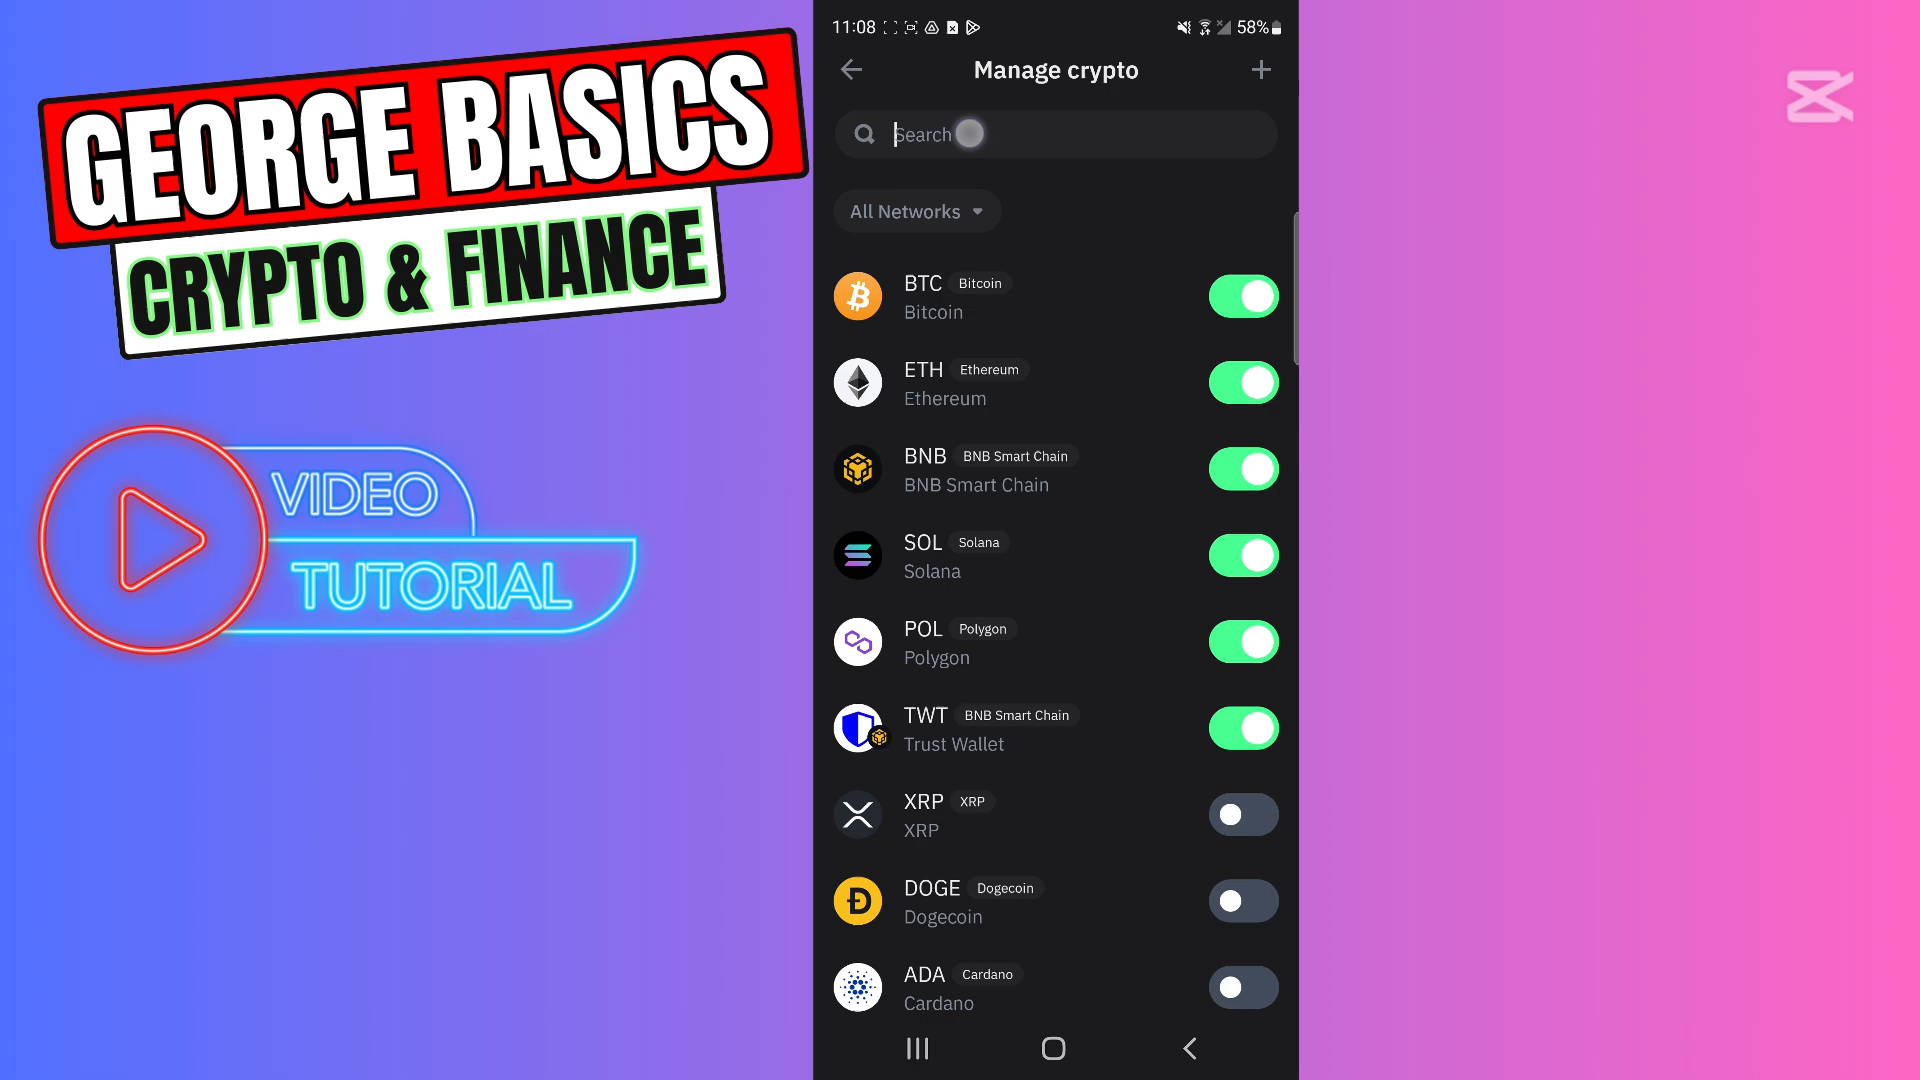 GEORGE BASICS
CRYPTO & FINANCE
VIDEO
TUTORIAL
11:08
58%
Manage crypto
Search
All Networks
BTC Bitcoin
Bitcoin
ETH Ethereum
Ethereum
BNB BNB Smart Chain
BNB Smart Chain
SOL Solana
Solana
POL Polygon
Polygon
TWT BNB Smart Chain
Trust Wallet
XRP XRP
XRP
DOGE Dogecoin
Dogecoin
ADA Cardano
Cardano